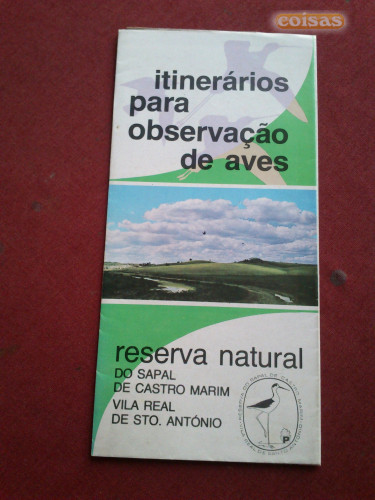 coisas
itinerários
para
observação
de aves
reserva natural
DO SAPAL
DE CASTRO MARIM
VILA REAL
DE STO. ANTÓNIO
P